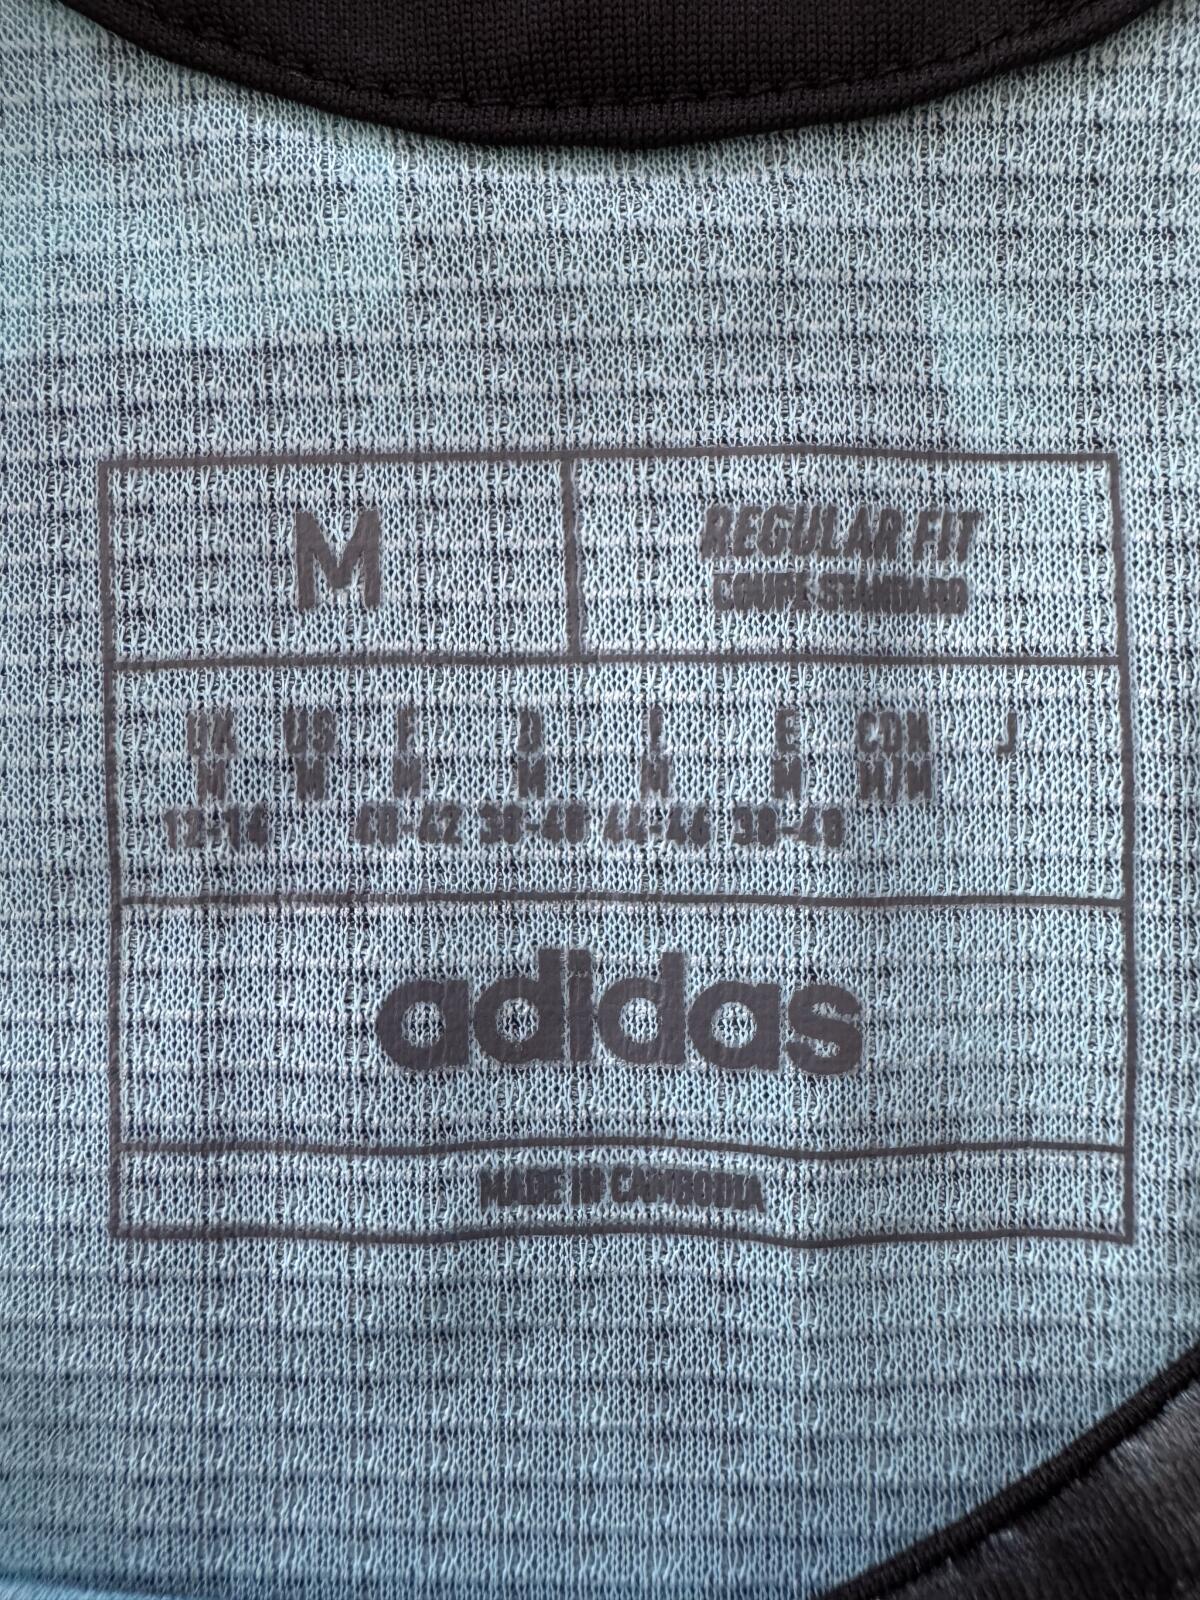 M
REGULAR FIT
COUPE STANDARD
UK US F D I E CDN J
M M M M M M M/M
12-14 40-42 38-40 44-46 38-40
adidas
MADE IN CAMBODIA